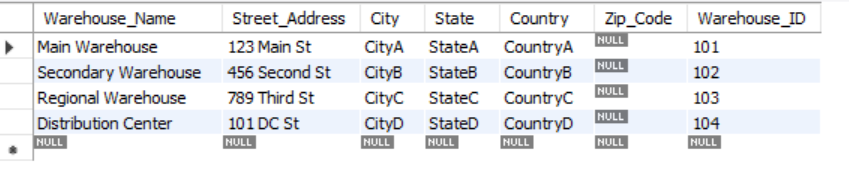 Warehouse_Name Street_Address City State Country Zip_Code Warehouse_ID
Main Warehouse 123 Main St CityA StateA CountryA NULL 101
Secondary Warehouse 456 Second St CityB StateB CountryB NULL 102
Regional Warehouse 789 Third St CityC StateC CountryC NULL 103
Distribution Center 101 DC St CityD StateD CountryD NULL 104
NULL NULL NULL NULL NULL NULL NULL